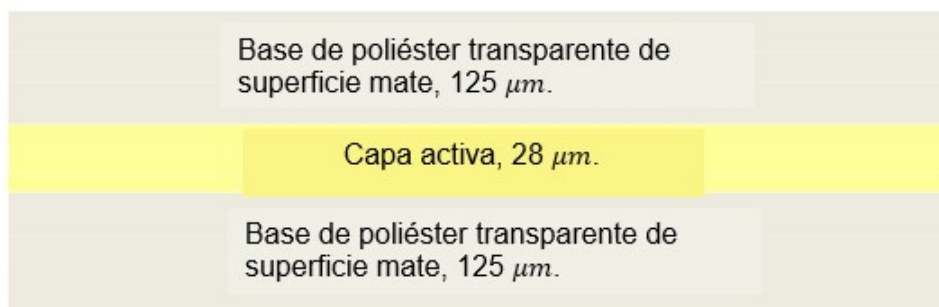 Base de poliéster transparente de
superficie mate, 125 μm.
Capa activa, 28 μm.
Base de poliéster transparente de
superficie mate, 125 μm.